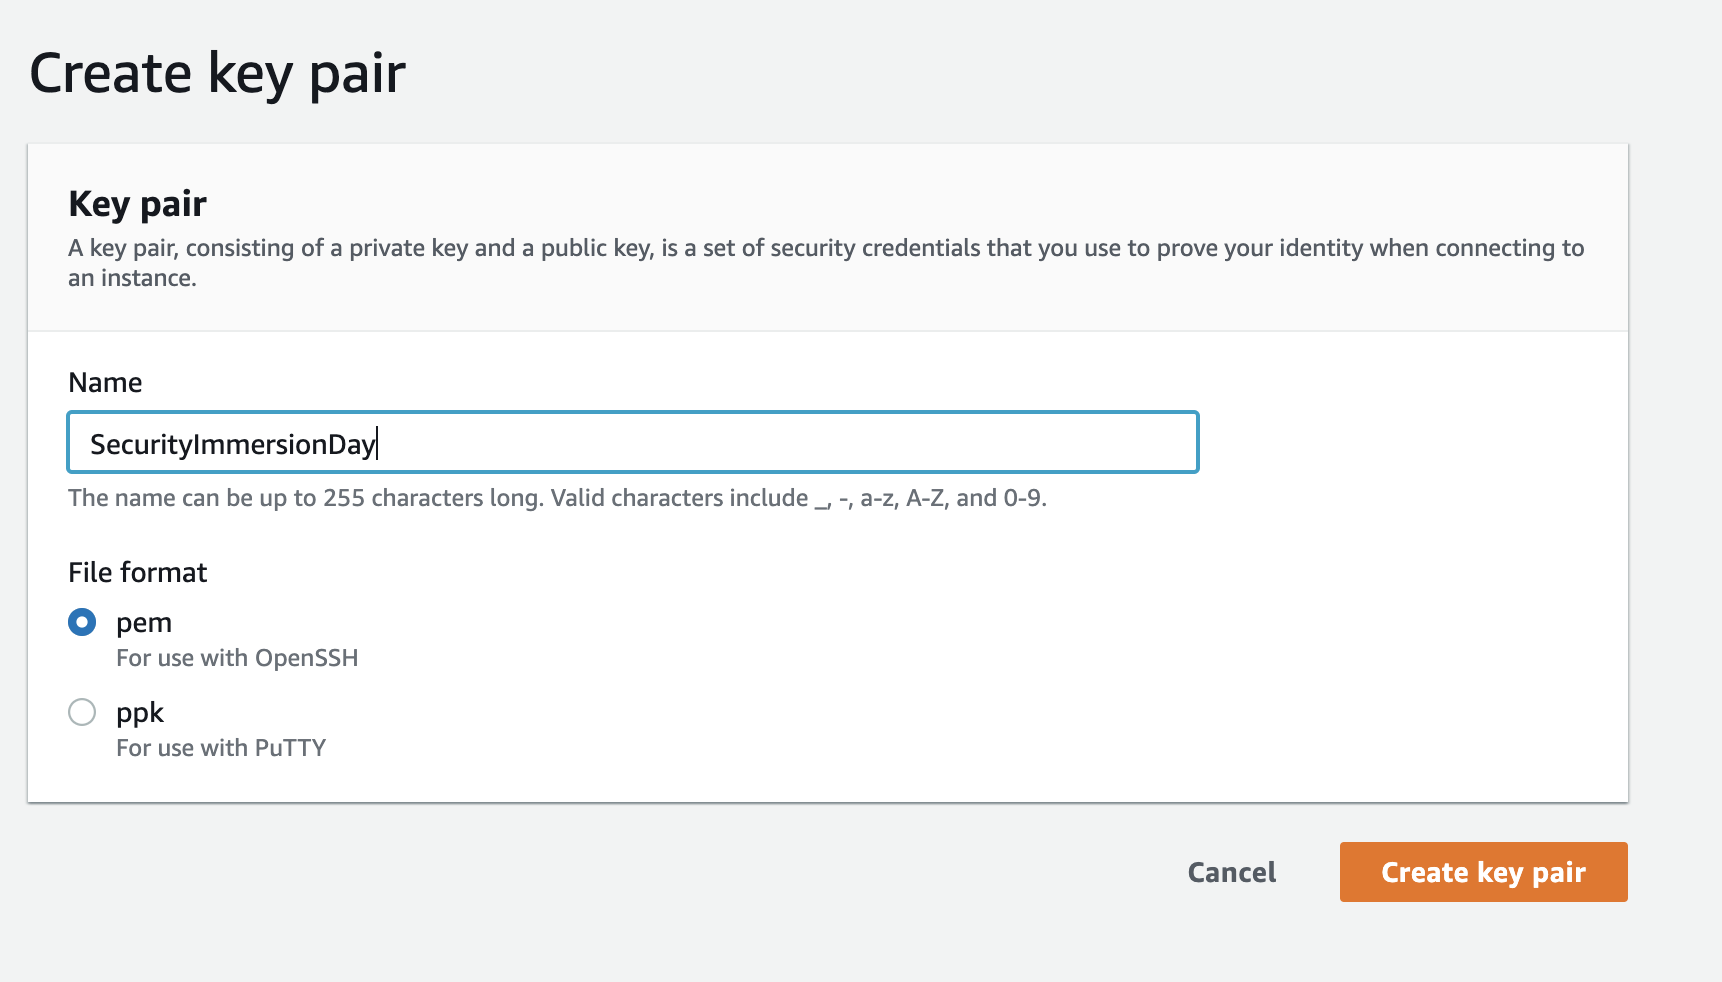 Create key pair
Key pair
A key pair, consisting of a private key and a public key, is a set of security credentials that you use to prove your identity when connecting to
an instance.
Name
SecurityImmersionDay
The name can be up to 255 characters long. Valid characters include _, -, a-z, A-Z, and 0-9.
File format
pem
For use with OpenSSH
ppk
For use with PuTTY
Cancel
Create key pair